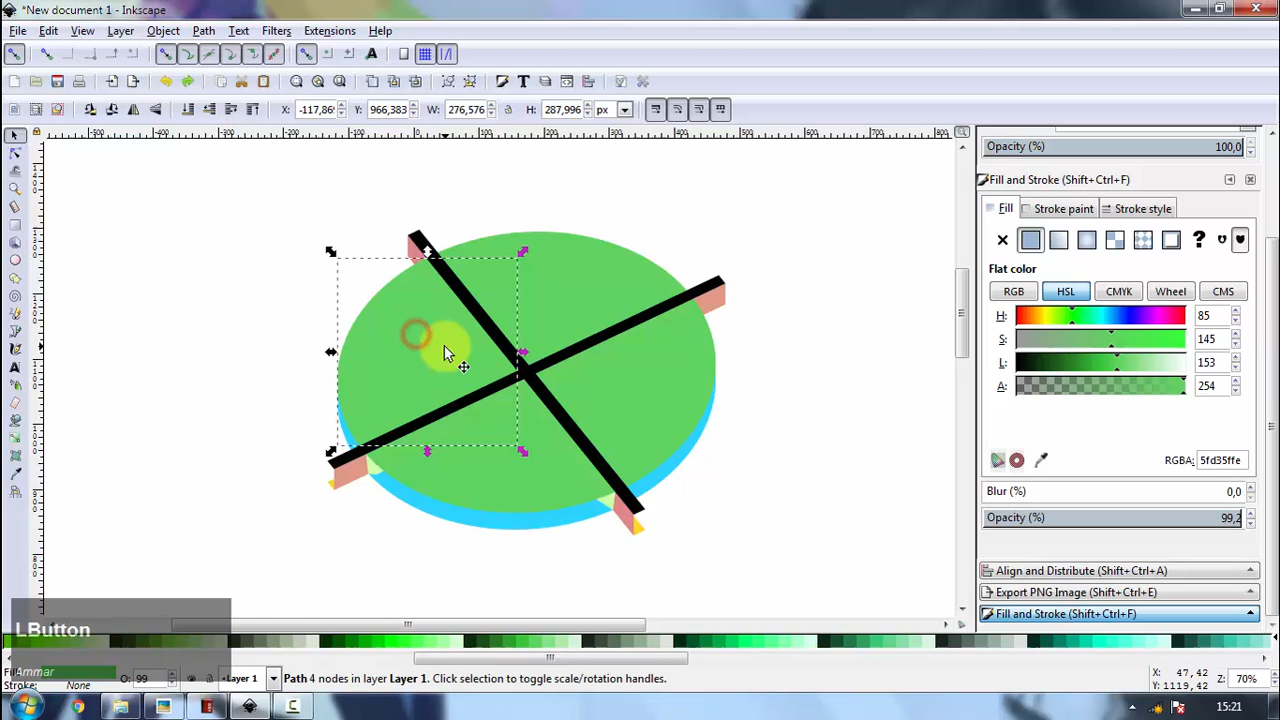 *New document 1 - Inkscape
File Edit View Layer Object Path Text Filters Extensions Help
X: -117,86 Y: 966,383 W: 276,576 H: 287,996 px
Opacity (%) 100,0
Fill and Stroke (Shift+Ctrl+F)
Fill Stroke paint Stroke style
Flat color
RGB HSL CMYK Wheel CMS
H: 85
S: 145
L: 153
A: 254
RGBA: 5fd35ffe
Blur (%) 0,0
Opacity (%) 99,2
Align and Distribute (Shift+Ctrl+A)
Export PNG Image (Shift+Ctrl+E)
Fill and Stroke (Shift+Ctrl+F)
LButton
Ammar
Stroke: None O: 99 Layer 1 Path 4 nodes in layer Layer 1. Click selection to toggle scale/rotation handles. X: 47,42 Y: 1119,42 Z: 70%
15:21